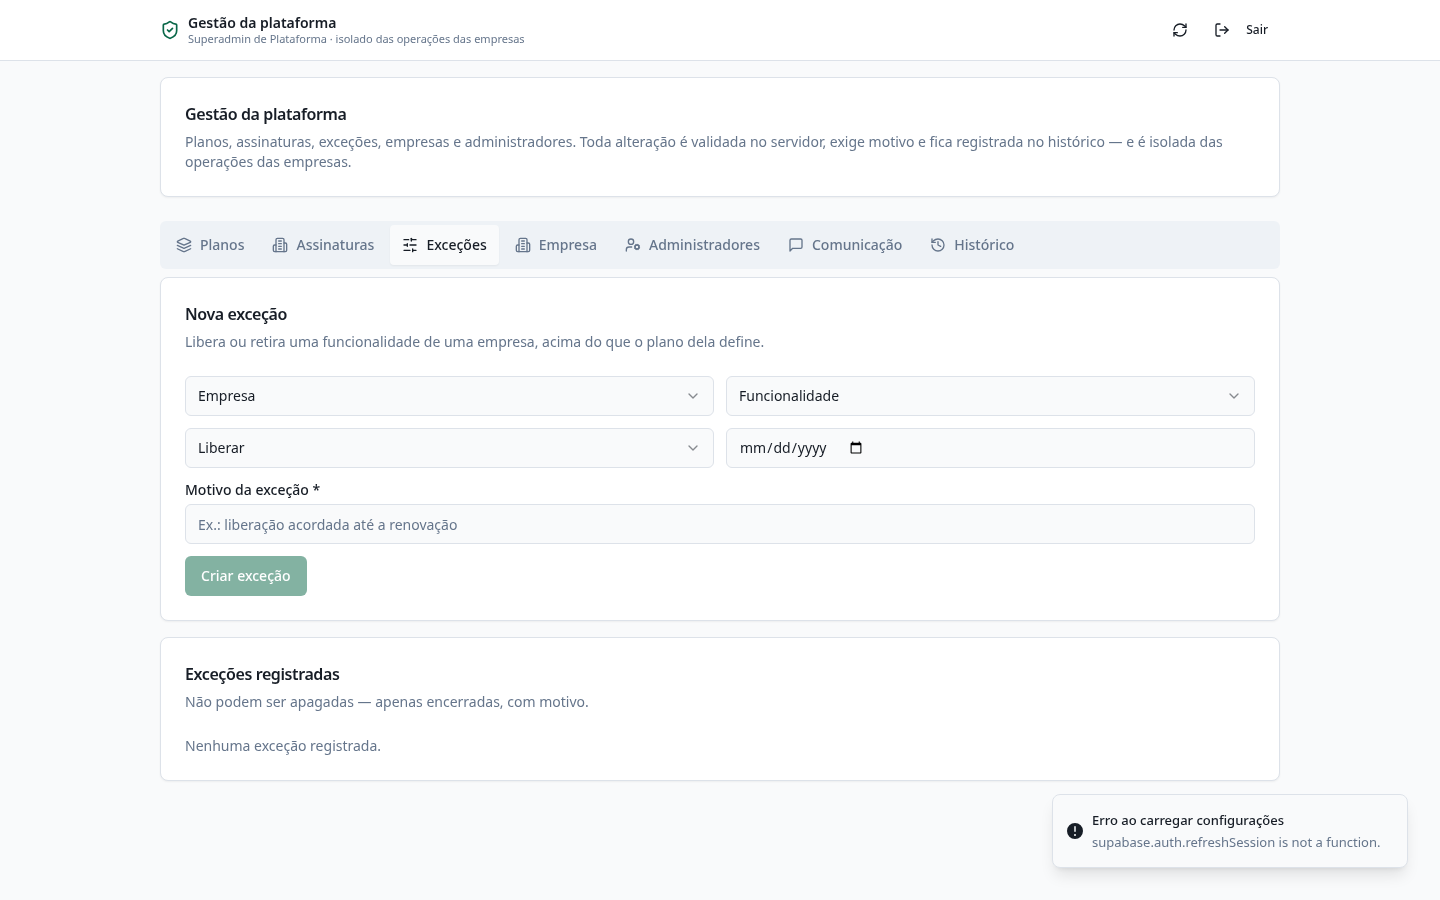 Gestão da plataforma
Superadmin de Plataforma · isolado das operações das empresas
Sair
Gestão da plataforma
Planos, assinaturas, exceções, empresas e administradores. Toda alteração é validada no servidor, exige motivo e fica registrada no histórico — e é isolada das
operações das empresas.
Planos
Assinaturas
Exceções
Empresa
Administradores
Comunicação
Histórico
Nova exceção
Libera ou retira uma funcionalidade de uma empresa, acima do que o plano dela define.
Empresa
Funcionalidade
Liberar
mm/dd/yyyy
Motivo da exceção *
Ex.: liberação acordada até a renovação
Criar exceção
Exceções registradas
Não podem ser apagadas — apenas encerradas, com motivo.
Nenhuma exceção registrada.
Erro ao carregar configurações
supabase.auth.refreshSession is not a function.